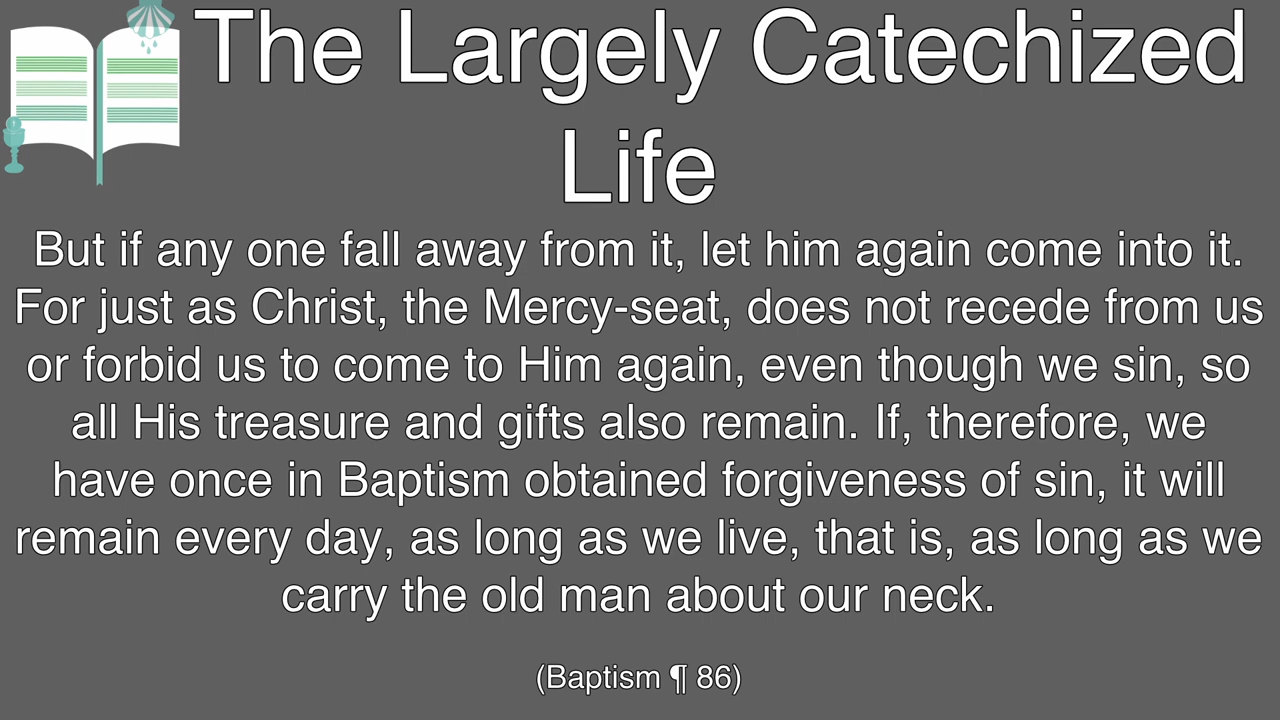 The Largely Catechized
Life
But if any one fall away from it, let him again come into it.
For just as Christ, the Mercy-seat, does not recede from us
or forbid us to come to Him again, even though we sin, so
all His treasure and gifts also remain. If, therefore, we
have once in Baptism obtained forgiveness of sin, it will
remain every day, as long as we live, that is, as long as we
carry the old man about our neck.
(Baptism ¶ 86)